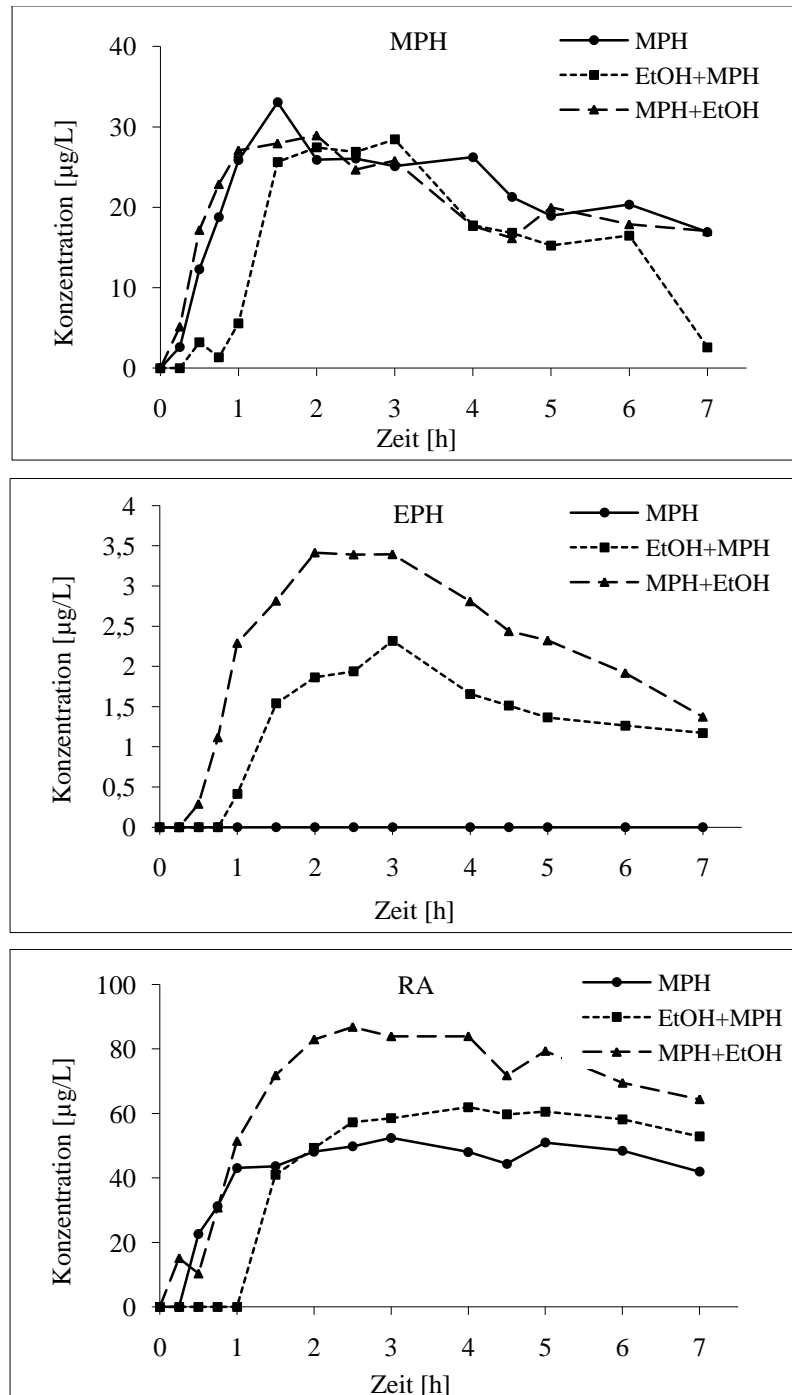 MPH
MPH
EtOH+MPH
MPH+EtOH
Konzentration [µg/L]
40
30
20
10
0
0 1 2 3 4 5 6 7
Zeit [h]
EPH
MPH
EtOH+MPH
MPH+EtOH
Konzentration [µg/L]
4
3,5
3
2,5
2
1,5
1
0,5
0
0 1 2 3 4 5 6 7
Zeit [h]
RA
MPH
EtOH+MPH
MPH+EtOH
Konzentration [µg/L]
100
80
60
40
20
0
0 1 2 3 4 5 6 7
Zeit [h]